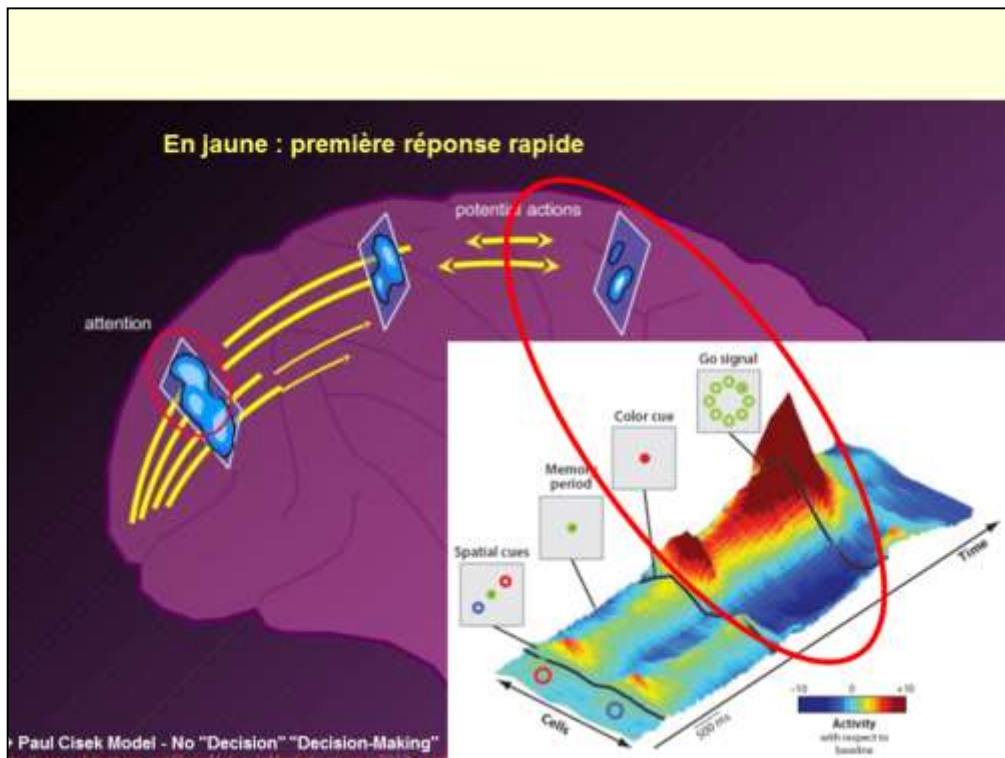 En jaune : première réponse rapide
potential actions
attention
Go signal
Color cue
Memory
period
Spatial cues
Time
Cells
500 ms
-10 0 +10
Activity
with respect to
baseline
Paul Cisek Model - No "Decision" "Decision-Making"